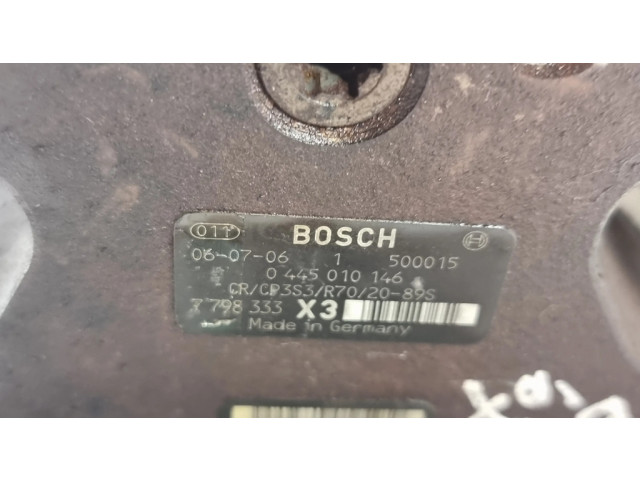 011 BOSCH
06-07-06 1 500015
0 445 010 146
CR/CP3S3/R70/20-89S
7 798 333 X3
Made in Germany